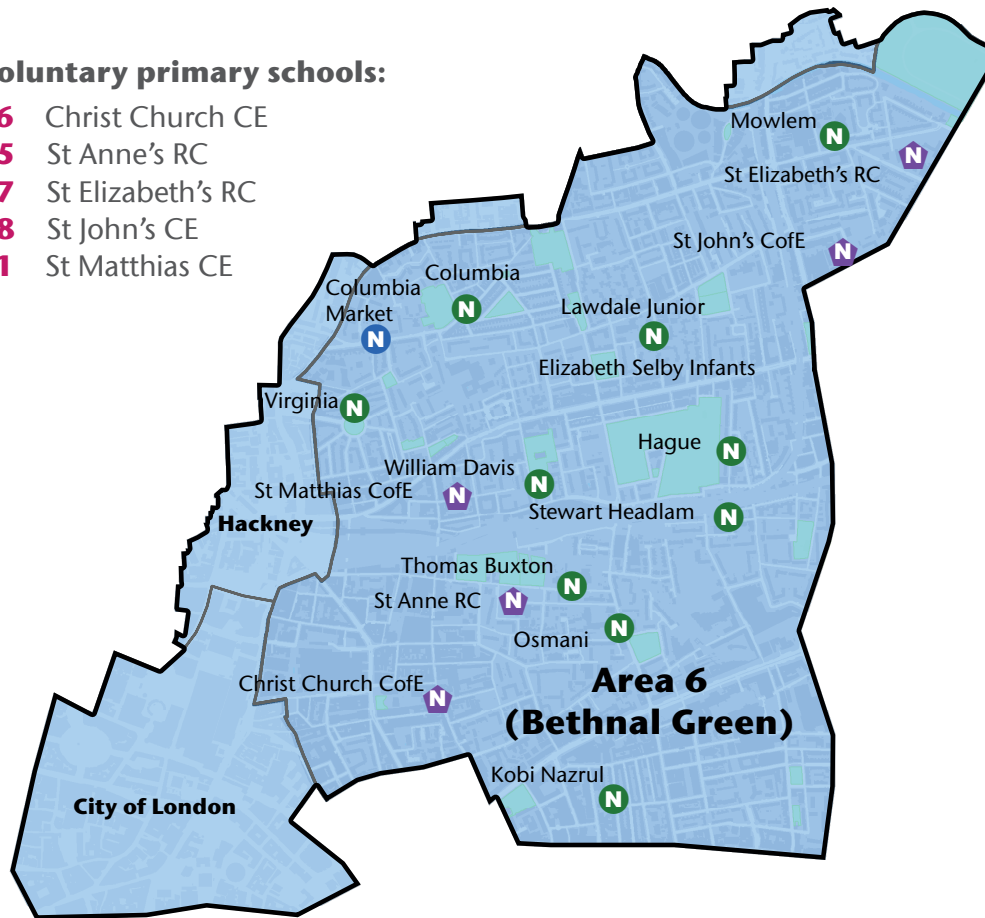 oluntary primary schools:
6 Christ Church CE
5 St Anne's RC
7 St Elizabeth's RC
8 St John's CE
1 St Matthias CE
Mowlem
N
St Elizabeth's RC
N
St John's CofE
N
Columbia
Columbia
Market
N
N
Lawdale Junior
N
Elizabeth Selby Infants
Virginia
N
Hague
N
William Davis
N
St Matthias CofE
N
Stewart Headlam
N
Hackney
Thomas Buxton
N
St Anne RC
N
Osmani
N
Christ Church CofE
N
Area 6
(Bethnal Green)
Kobi Nazrul
N
City of London